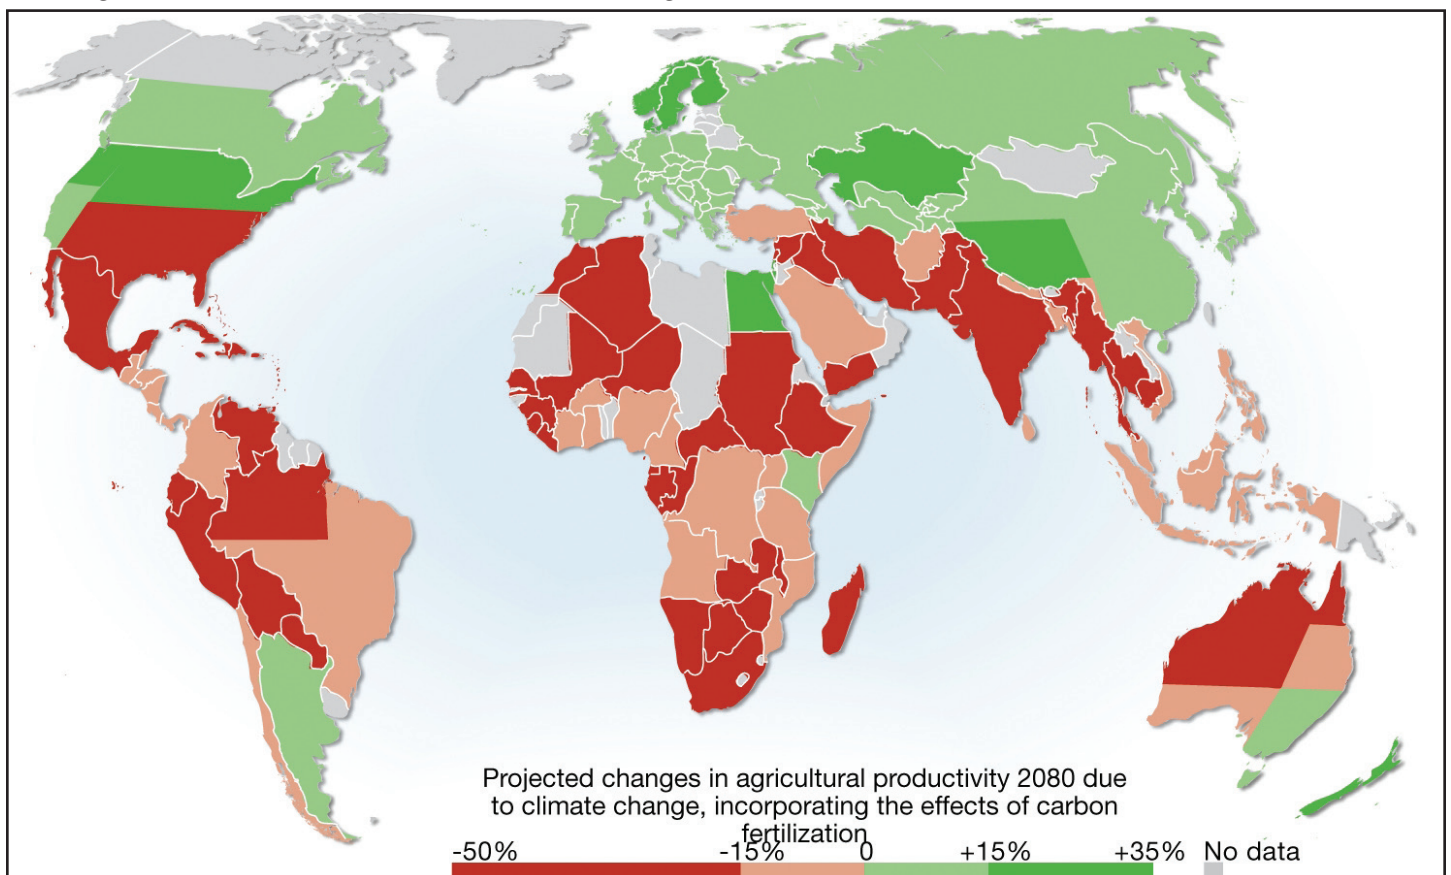 Projected changes in agricultural productivity 2080 due
to climate change, incorporating the effects of carbon
fertilization
-50% -15% 0 +15% +35% No data